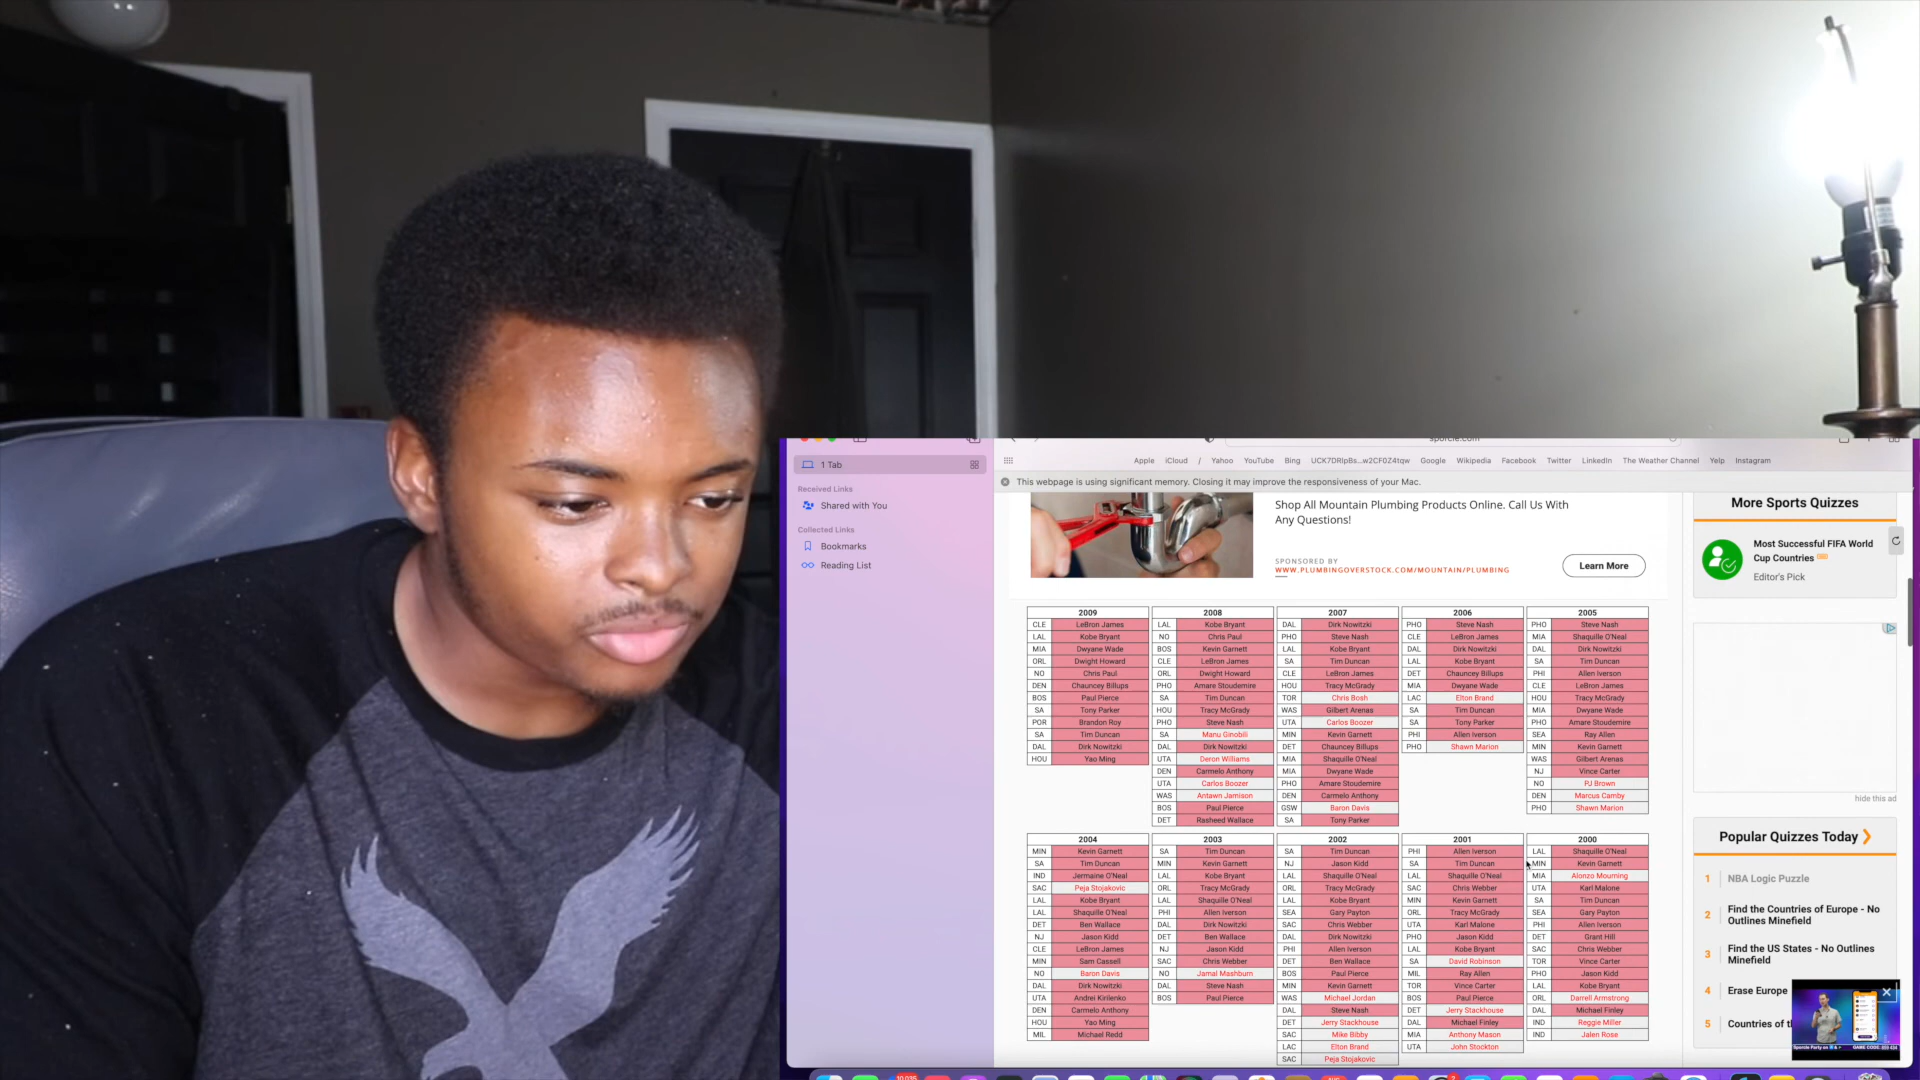 sporcle.com
1 Tab
Apple iCloud / Yahoo YouTube Bing UCK7DRIpBs...w2CF0Z4tqw Google Wikipedia Facebook Twitter LinkedIn The Weather Channel Yelp Instagram
This webpage is using significant memory. Closing it may improve the responsiveness of your Mac.
Received Links
Shared with You
Collected Links
Bookmarks
Reading List
Shop All Mountain Plumbing Products Online. Call Us With
Any Questions!
SPONSORED BY
WWW.PLUMBINGOVERSTOCK.COM/MOUNTAIN/PLUMBING
Learn More
2009
CLE LeBron James
LAL Kobe Bryant
MIA Dwyane Wade
ORL Dwight Howard
NO Chris Paul
DEN Chauncey Billups
BOS Paul Pierce
SA Tony Parker
POR Brandon Roy
SA Tim Duncan
DAL Dirk Nowitzki
HOU Yao Ming
2008
LAL Kobe Bryant
NO Chris Paul
BOS Kevin Garnett
CLE LeBron James
ORL Dwight Howard
PHO Amare Stoudemire
SA Tim Duncan
HOU Tracy McGrady
PHO Steve Nash
SA Manu Ginobili
DAL Dirk Nowitzki
UTA Deron Williams
DEN Carmelo Anthony
UTA Carlos Boozer
WAS Antawn Jamison
BOS Paul Pierce
DET Rasheed Wallace
2007
DAL Dirk Nowitzki
PHO Steve Nash
LAL Kobe Bryant
SA Tim Duncan
CLE LeBron James
HOU Tracy McGrady
TOR Chris Bosh
WAS Gilbert Arenas
UTA Carlos Boozer
MIN Kevin Garnett
DET Chauncey Billups
MIA Shaquille O'Neal
MIA Dwyane Wade
PHO Amare Stoudemire
DEN Carmelo Anthony
GSW Baron Davis
SA Tony Parker
2006
PHO Steve Nash
CLE LeBron James
DAL Dirk Nowitzki
LAL Kobe Bryant
DET Chauncey Billups
MIA Dwyane Wade
LAC Elton Brand
SA Tim Duncan
SA Tony Parker
PHI Allen Iverson
PHO Shawn Marion
2005
PHO Steve Nash
MIA Shaquille O'Neal
DAL Dirk Nowitzki
SA Tim Duncan
PHI Allen Iverson
CLE LeBron James
HOU Tracy McGrady
MIA Dwyane Wade
PHO Amare Stoudemire
SEA Ray Allen
MIN Kevin Garnett
WAS Gilbert Arenas
NJ Vince Carter
NO PJ Brown
DEN Marcus Camby
PHO Shawn Marion
2004
MIN Kevin Garnett
SA Tim Duncan
IND Jermaine O'Neal
SAC Peja Stojakovic
LAL Kobe Bryant
LAL Shaquille O'Neal
DET Ben Wallace
NJ Jason Kidd
CLE LeBron James
MIN Sam Cassell
NO Baron Davis
DAL Dirk Nowitzki
UTA Andrei Kirilenko
DEN Carmelo Anthony
HOU Yao Ming
MIL Michael Redd
2003
SA Tim Duncan
MIN Kevin Garnett
LAL Kobe Bryant
ORL Tracy McGrady
LAL Shaquille O'Neal
PHI Allen Iverson
DAL Dirk Nowitzki
DET Ben Wallace
NJ Jason Kidd
SAC Chris Webber
NO Jamal Mashburn
DAL Steve Nash
BOS Paul Pierce
2002
SA Tim Duncan
NJ Jason Kidd
LAL Shaquille O'Neal
ORL Tracy McGrady
LAL Kobe Bryant
SEA Gary Payton
SAC Chris Webber
DAL Dirk Nowitzki
PHI Allen Iverson
DET Ben Wallace
BOS Paul Pierce
MIN Kevin Garnett
WAS Michael Jordan
DAL Steve Nash
DET Jerry Stackhouse
SAC Mike Bibby
LAC Elton Brand
SAC Peja Stojakovic
2001
PHI Allen Iverson
SA Tim Duncan
LAL Shaquille O'Neal
SAC Chris Webber
MIN Kevin Garnett
ORL Tracy McGrady
UTA Karl Malone
PHO Jason Kidd
LAL Kobe Bryant
SA David Robinson
MIL Ray Allen
TOR Vince Carter
BOS Paul Pierce
DET Jerry Stackhouse
DAL Michael Finley
MIA Anthony Mason
UTA John Stockton
2000
LAL Shaquille O'Neal
MIN Kevin Garnett
MIA Alonzo Mourning
UTA Karl Malone
SA Tim Duncan
SEA Gary Payton
PHI Allen Iverson
DET Grant Hill
SAC Chris Webber
TOR Vince Carter
PHO Jason Kidd
LAL Kobe Bryant
ORL Darrell Armstrong
DAL Michael Finley
IND Reggie Miller
IND Jalen Rose
More Sports Quizzes
Most Successful FIFA World
Cup Countries
Editor's Pick
hide this ad
Popular Quizzes Today
1 NBA Logic Puzzle
2 Find the Countries of Europe - No
Outlines Minefield
3 Find the US States - No Outlines
Minefield
4 Erase Europe
5 Countries of t